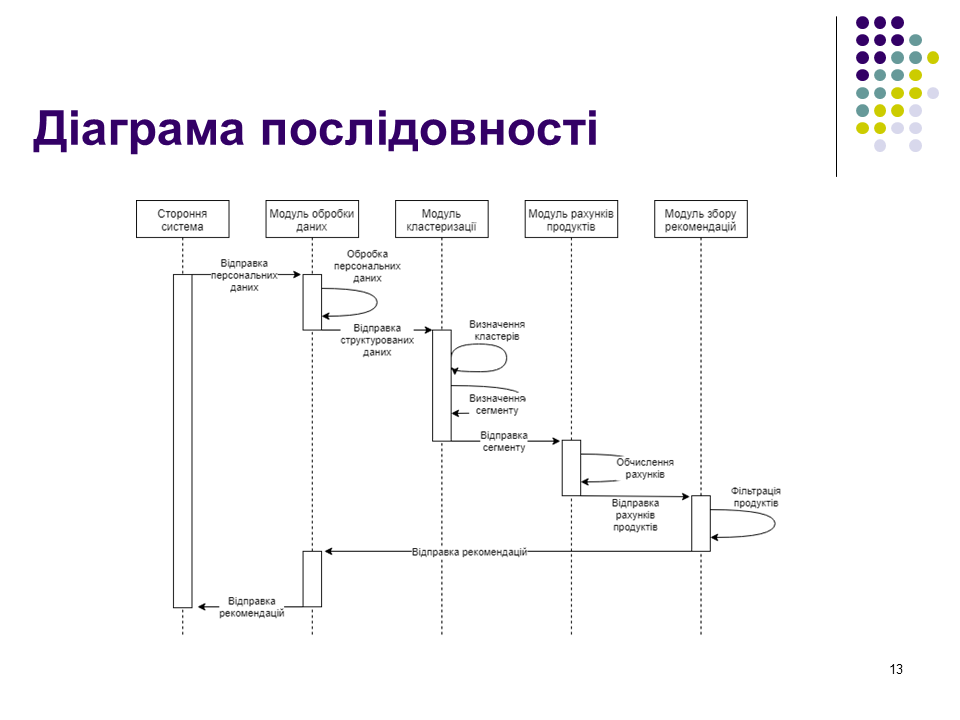 Діаграма послідовності
Стороння
система
Модуль обробки
даних
Модуль
кластеризації
Модуль рахунків
продуктів
Модуль збору
рекомендацій
Відправка
персональних
даних
Обробка
персональних
даних
Відправка
структурованих
даних
Визначення
кластерів
Визначення
сегменту
Відправка
сегменту
Обчислення
рахунків
Відправка
рахунків
продуктів
Фільтрація
продуктів
Відправка рекомендацій
Відправка
рекомендацій
13